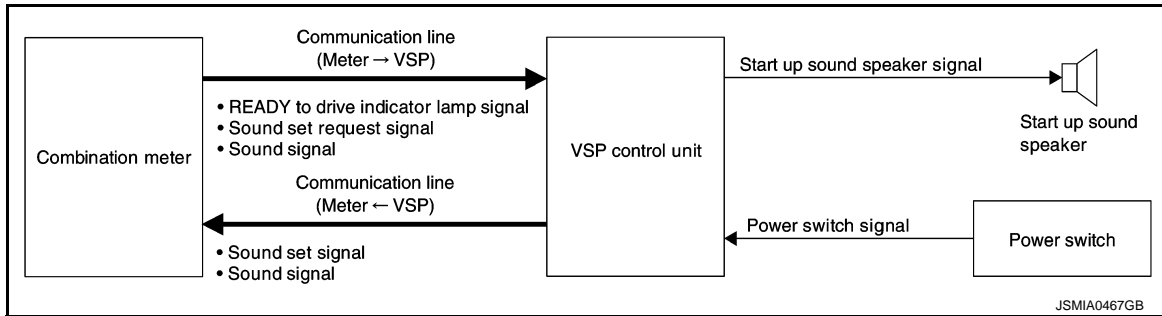 Combination meter
Communication line
(Meter → VSP)
• READY to drive indicator lamp signal
• Sound set request signal
• Sound signal
Communication line
(Meter ← VSP)
• Sound set signal
• Sound signal
VSP control unit
Start up sound speaker signal
Start up sound
speaker
Power switch signal
Power switch
JSMIA0467GB